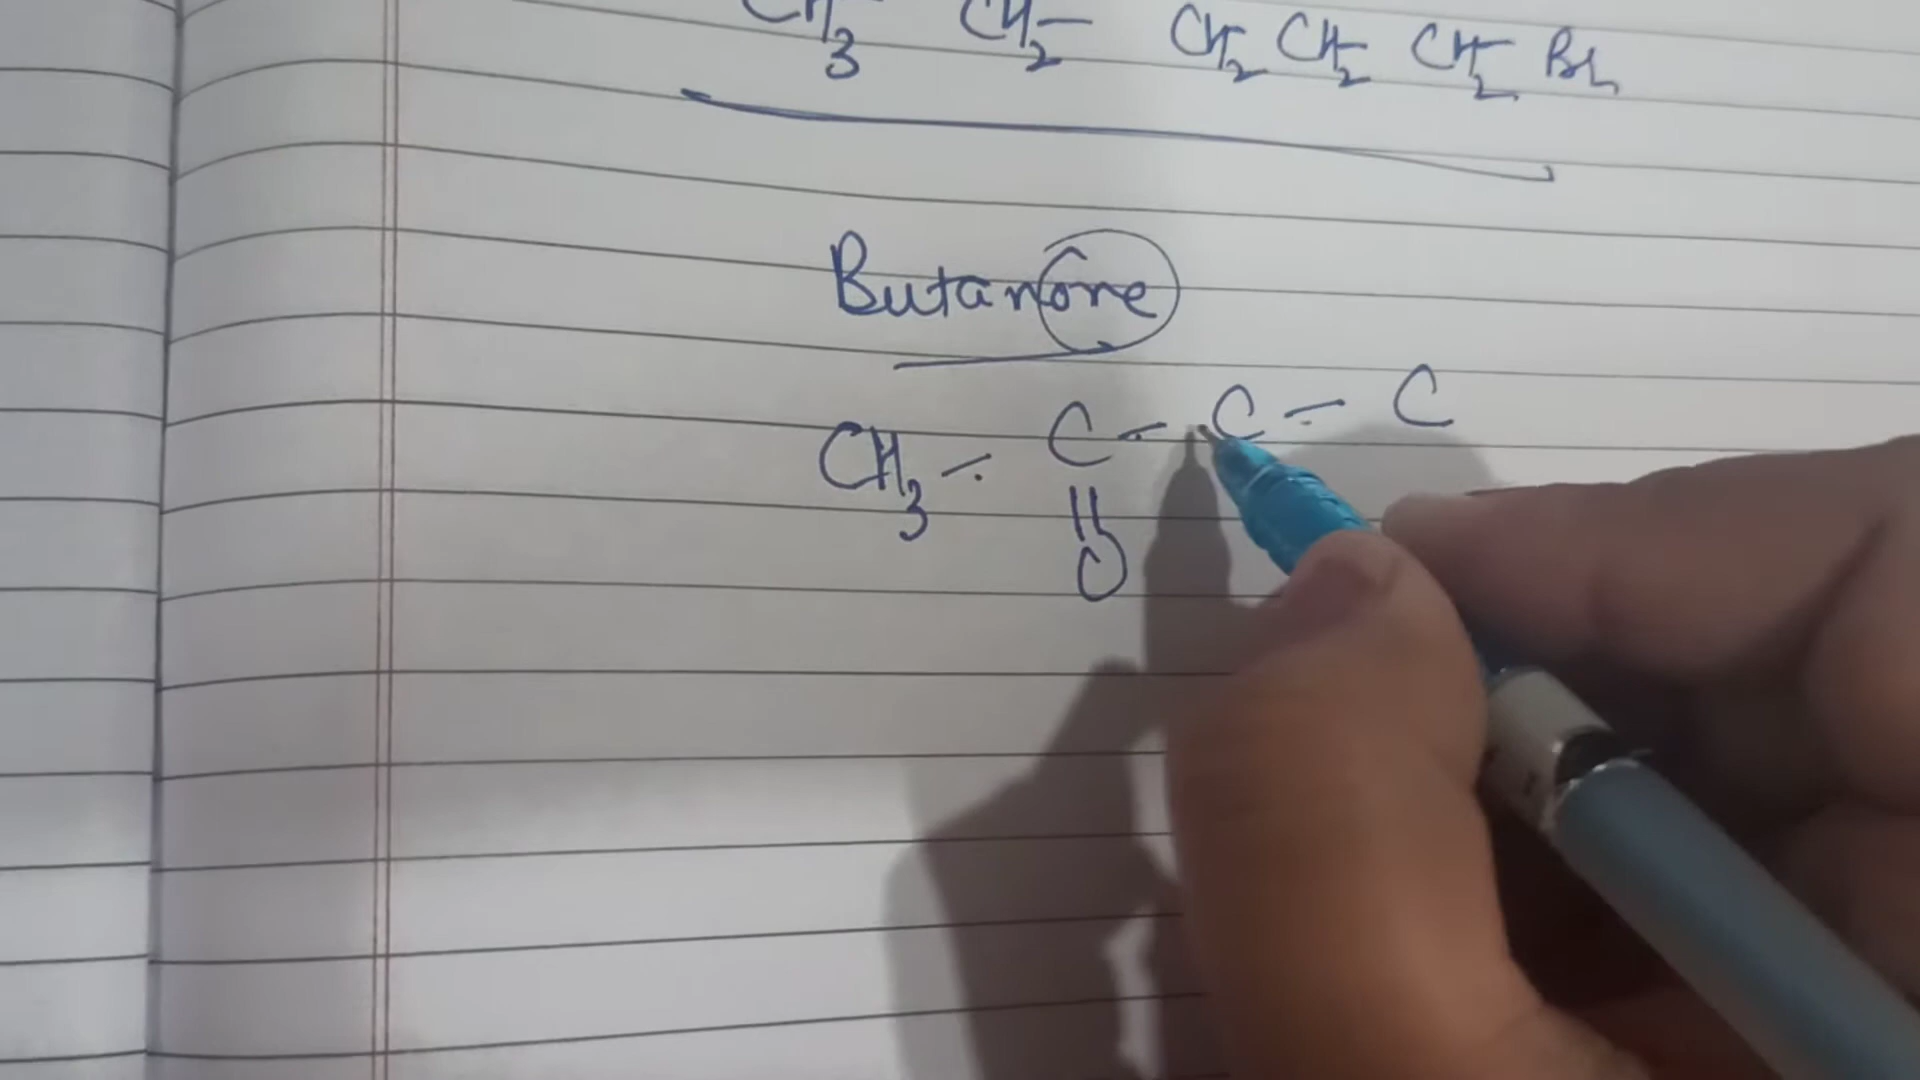 CH3 CH2— CH2 CH2 CH2 Br
Butanone
CH3 – C – C – C
||
O